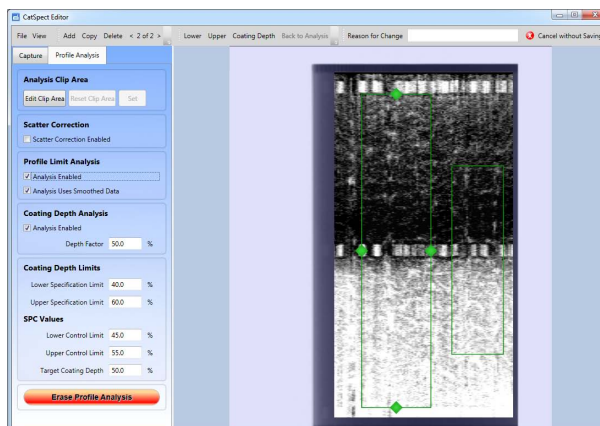 CatSpect Editor
File View Add Copy Delete < 2 of 2 > Lower Upper Coating Depth Back to Analysis Reason for Change Cancel without Saving
Capture Profile Analysis
Analysis Clip Area
Edit Clip Area Reset Clip Area Set
Scatter Correction
Scatter Correction Enabled
Profile Limit Analysis
Analysis Enabled
Analysis Uses Smoothed Data
Coating Depth Analysis
Analysis Enabled
Depth Factor 50.0 %
Coating Depth Limits
Lower Specification Limit 40.0 %
Upper Specification Limit 60.0 %
SPC Values
Lower Control Limit 45.0 %
Upper Control Limit 55.0 %
Target Coating Depth 50.0 %
Erase Profile Analysis